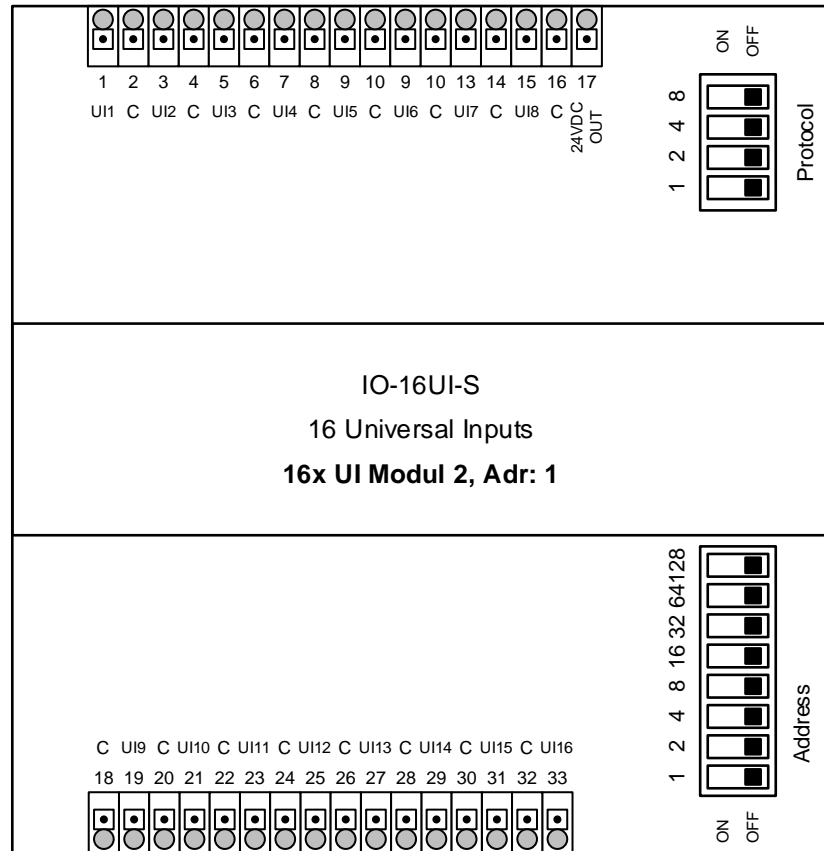 1 2 3 4 5 6 7 8 9 10 9 10 13 14 15 16 17
UI1 C UI2 C UI3 C UI4 C UI5 C UI6 C UI7 C UI8 C 24VDC OUT
ON OFF
8
4
2
1
Protocol
IO-16UI-S
16 Universal Inputs
16x UI Modul 2, Adr: 1
128
64
32
16
8
4
2
1
Address
ON OFF
C UI9 C UI10 C UI11 C UI12 C UI13 C UI14 C UI15 C UI16
18 19 20 21 22 23 24 25 26 27 28 29 30 31 32 33